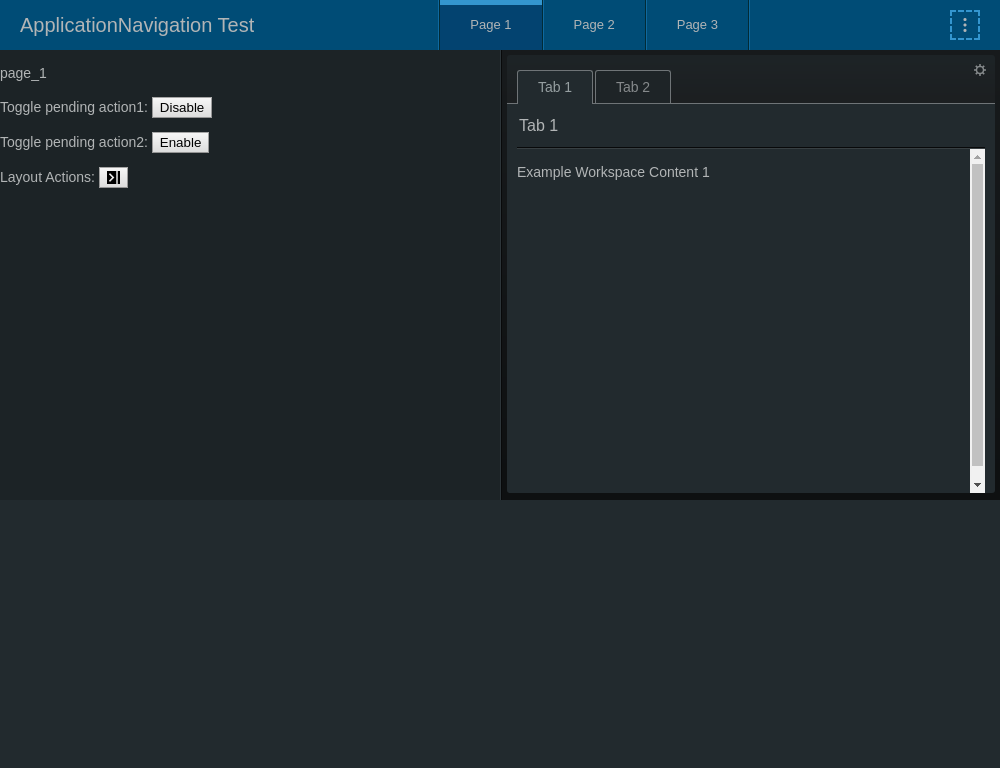 ApplicationNavigation Test
Page 1
Page 2
Page 3
page_1
Toggle pending action1: Disable
Toggle pending action2: Enable
Layout Actions:
Tab 1
Tab 2
Tab 1
Example Workspace Content 1